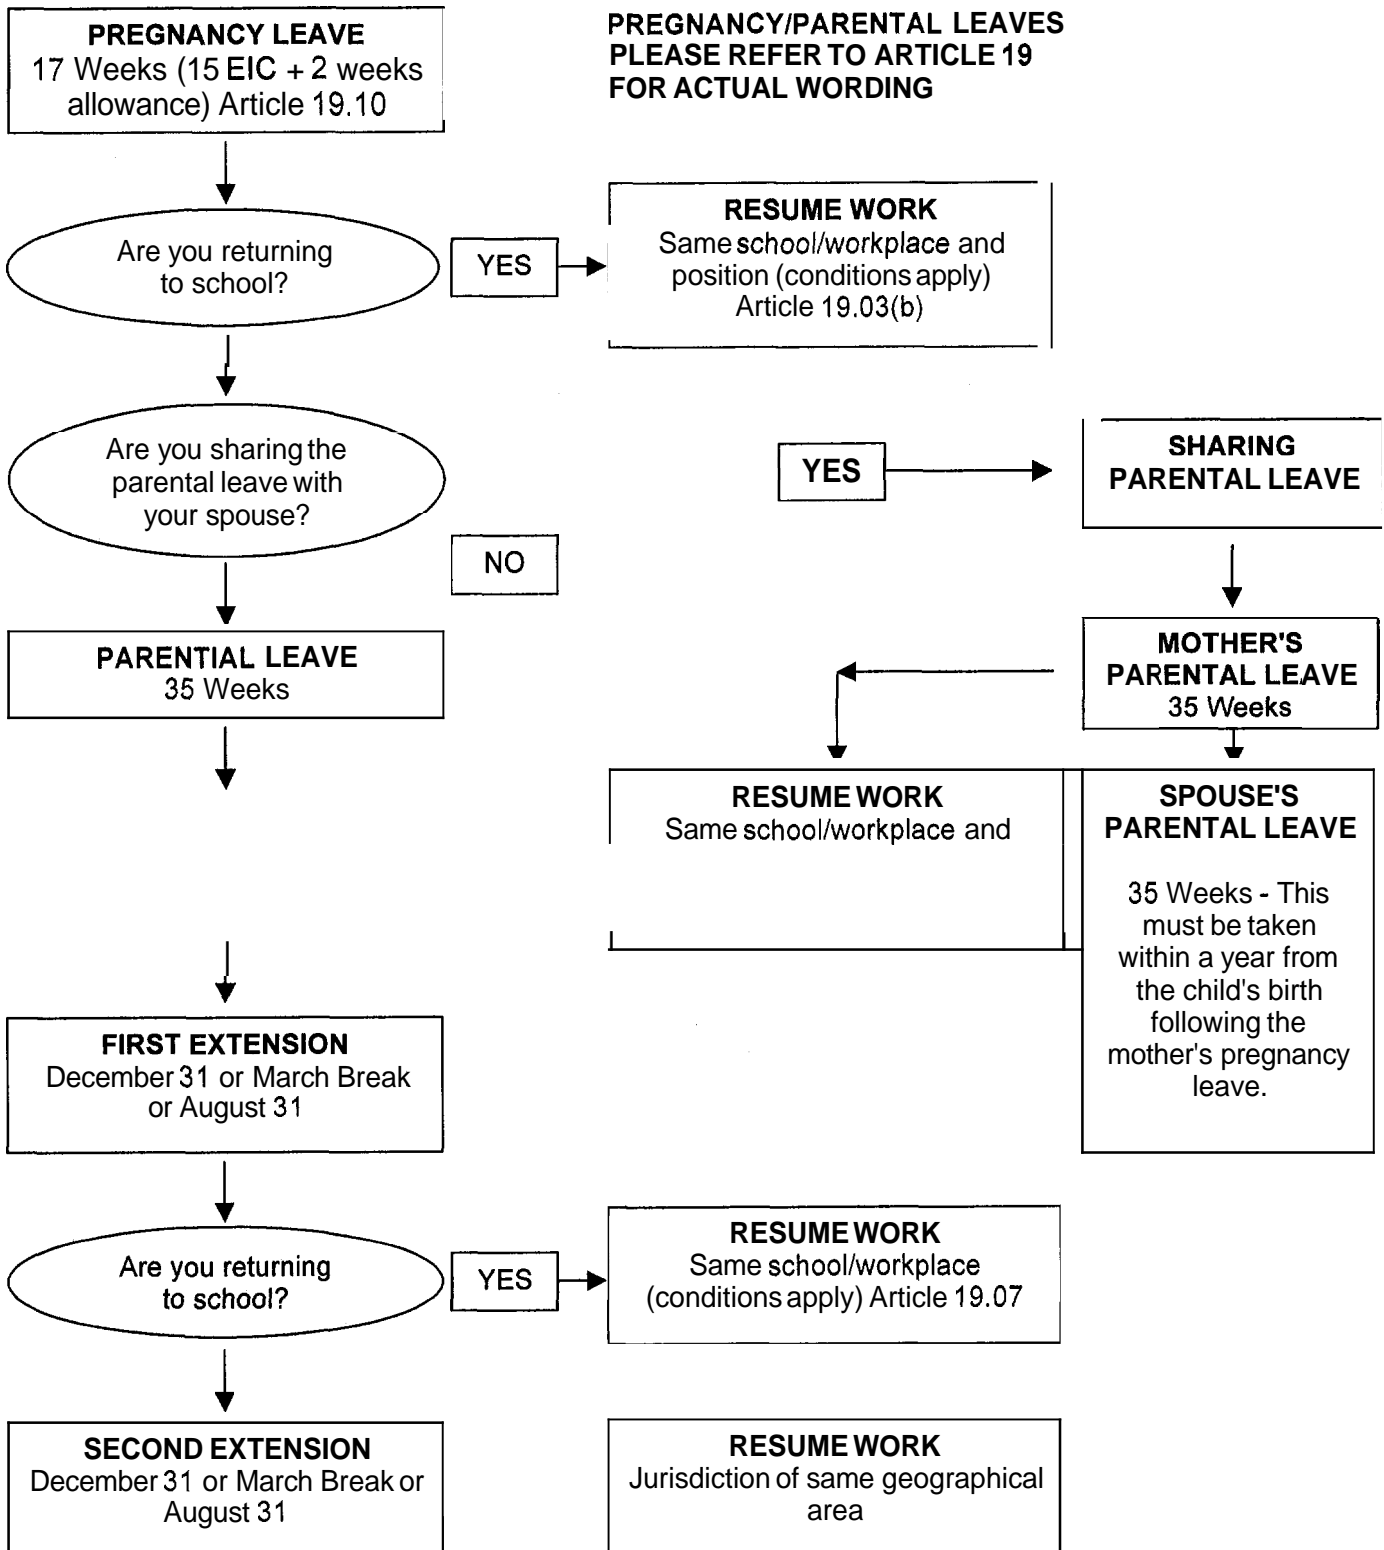 PREGNANCY LEAVE
17 Weeks (15 EIC + 2 weeks
allowance) Article 19.10
PREGNANCY/PARENTAL LEAVES
PLEASE REFER TO ARTICLE 19
FOR ACTUAL WORDING
Are you returning
to school?
YES
RESUME WORK
Same school/workplace and
position (conditions apply)
Article 19.03(b)
Are you sharing the
parental leave with
your spouse?
YES
SHARING
PARENTAL LEAVE
NO
PARENTIAL LEAVE
35 Weeks
MOTHER'S
PARENTAL LEAVE
35 Weeks
RESUME WORK
Same school/workplace and
SPOUSE'S
PARENTAL LEAVE
35 Weeks - This
must be taken
within a year from
the child's birth
following the
mother's pregnancy
leave.
FIRST EXTENSION
December 31 or March Break
or August 31
Are you returning
to school?
YES
RESUME WORK
Same school/workplace
(conditions apply) Article 19.07
SECOND EXTENSION
December 31 or March Break or
August 31
RESUME WORK
Jurisdiction of same geographical
area